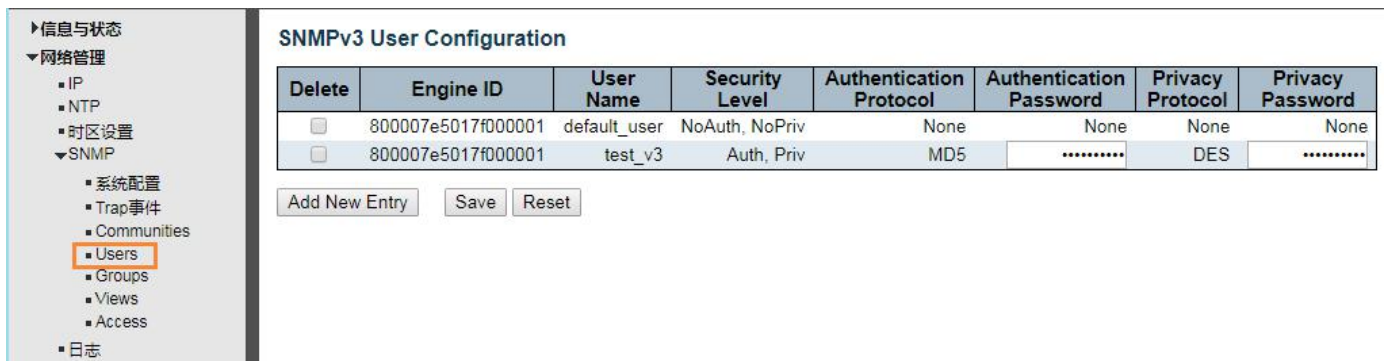 信息与状态
网络管理
IP
NTP
时区设置
SNMP
系统配置
Trap事件
Communities
Users
Groups
Views
Access
日志
SNMPv3 User Configuration
Delete Engine ID User Name Security Level Authentication Protocol Authentication Password Privacy Protocol Privacy Password
800007e5017f000001 default_user NoAuth, NoPriv None None None None
800007e5017f000001 test_v3 Auth, Priv MD5 •••••••••• DES ••••••••••
Add New Entry Save Reset